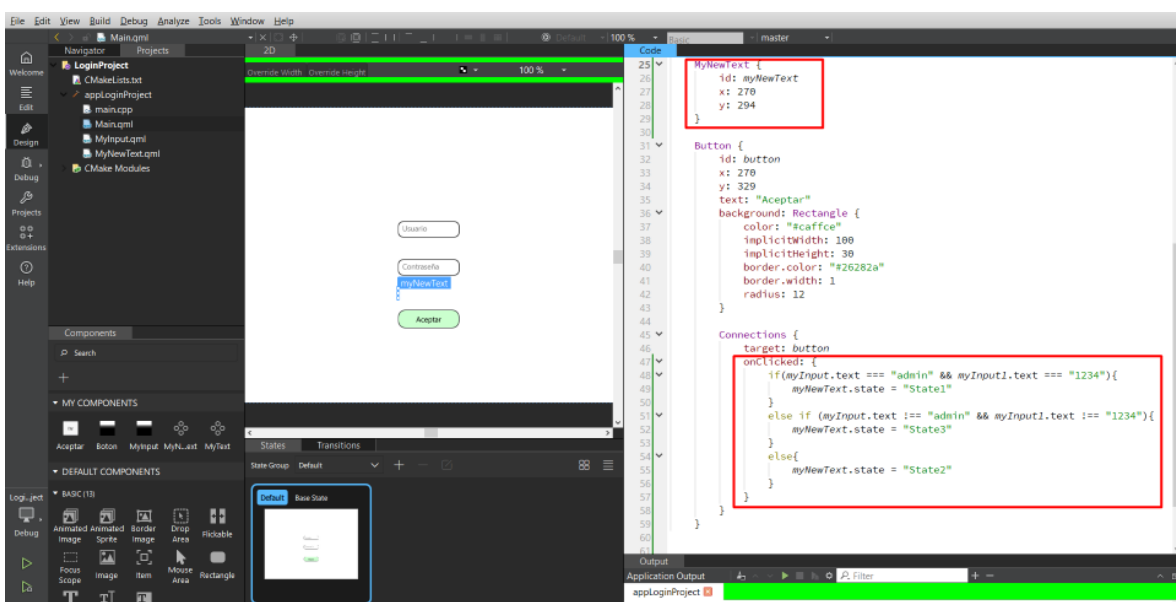 File Edit View Build Debug Analyze Tools Window Help
Main.qml
Default
100 %
Basic
master
Navigator Projects
2D
Code
Welcome
Edit
Design
Debug
Projects
Extensions
Help
LoginProject
CMakeLists.txt
appLoginProject
main.cpp
Main.qml
MyInput.qml
MyNewText.qml
CMake Modules
Override Width Override Height
100 %
Usuario
Contraseña
myNewText
Aceptar
25 MyNewText {
26 id: myNewText
27 x: 270
28 y: 294
29 }
30
31 Button {
32 id: button
33 x: 270
34 y: 329
35 text: "Aceptar"
36 background: Rectangle {
37 color: "#caffce"
38 implicitWidth: 100
39 implicitHeight: 30
40 border.color: "#26282a"
41 border.width: 1
42 radius: 12
43 }
44
45 Connections {
46 target: button
47 onClicked: {
48 if(myInput.text === "admin" && myInput1.text === "1234"){
49 myNewText.state = "State1"
50 }
51 else if (myInput.text !== "admin" && myInput1.text !== "1234"){
52 myNewText.state = "State3"
53 }
54 else{
55 myNewText.state = "State2"
56 }
57 }
58 }
59 }
60
61
Components
Search
MY COMPONENTS
Aceptar Boton MyInput MyN...ext MyText
DEFAULT COMPONENTS
BASIC (13)
Animated Image
Animated Sprite
Border Image
Drop Area
Flickable
Focus Scope
Image
Item
Mouse Area
Rectangle
Logi...ject
Debug
States Transitions
State Group Default
Default Base State
Output
Application Output
Filter
appLoginProject